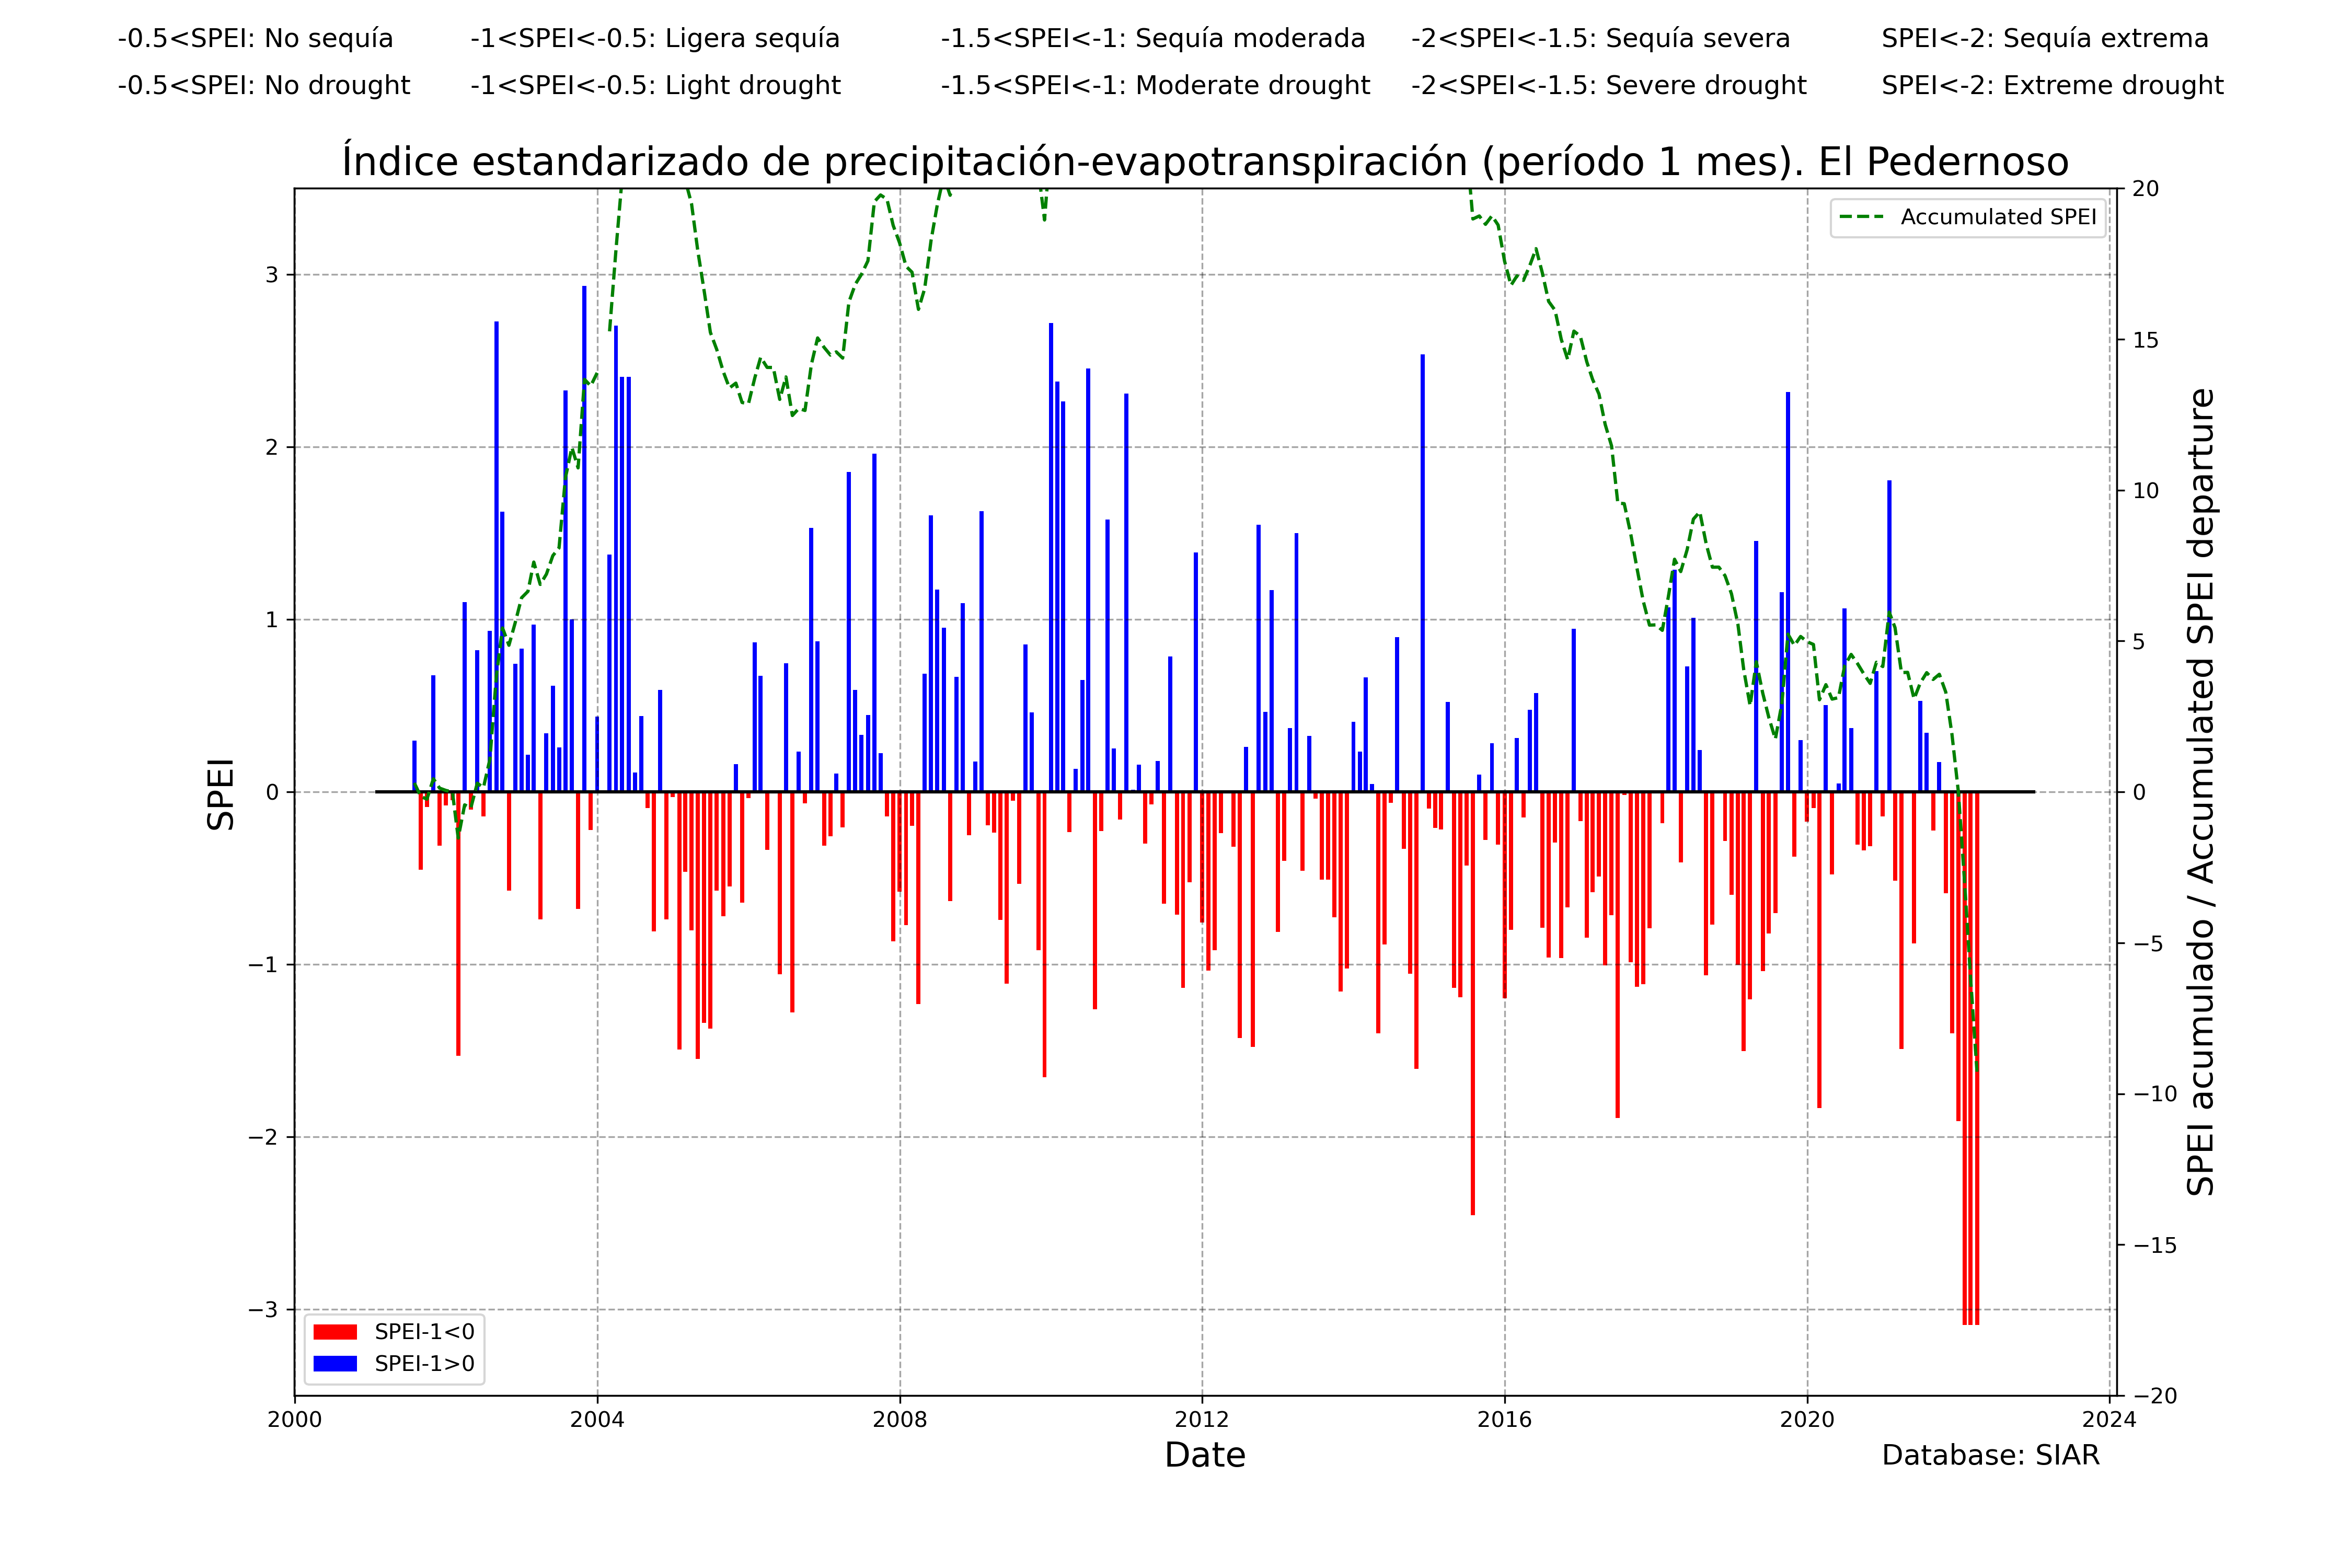 -0.5<SPEI: No sequía -1<SPEI<-0.5: Ligera sequía -1.5<SPEI<-1: Sequía moderada -2<SPEI<-1.5: Sequía severa SPEI<-2: Sequía extrema
-0.5<SPEI: No drought -1<SPEI<-0.5: Light drought -1.5<SPEI<-1: Moderate drought -2<SPEI<-1.5: Severe drought SPEI<-2: Extreme drought
Índice estandarizado de precipitación-evapotranspiración (período 1 mes). El Pedernoso
Accumulated SPEI
SPEI
3
2
1
0
−1
−2
−3
20
15
10
5
0
−5
−10
−15
−20
SPEI acumulado / Accumulated SPEI departure
SPEI-1<0
SPEI-1>0
2000 2004 2008 2012 2016 2020 2024
Date
Database: SIAR